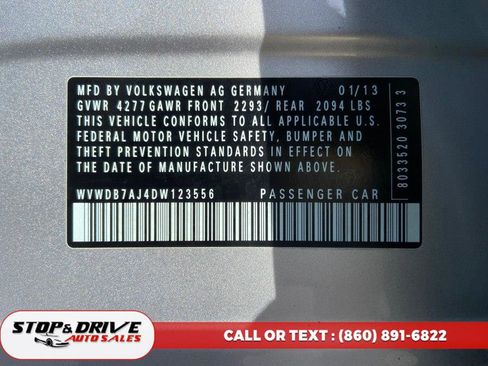 MFD BY VOLKSWAGEN AG GERMANY 01/13
GVWR 4277 GAWR FRONT 2293/ REAR 2094 LBS
THIS VEHICLE CONFORMS TO ALL APPLICABLE U.S.
FEDERAL MOTOR VEHICLE SAFETY, BUMPER AND
THEFT PREVENTION STANDARDS IN EFFECT ON THE
DATE OF MANUFACTURE SHOWN ABOVE.
WVWDB7AJ4DW123556 PASSENGER CAR
8033520 3073 3
STOP & DRIVE
AUTO SALES
CALL OR TEXT : (860) 891-6822